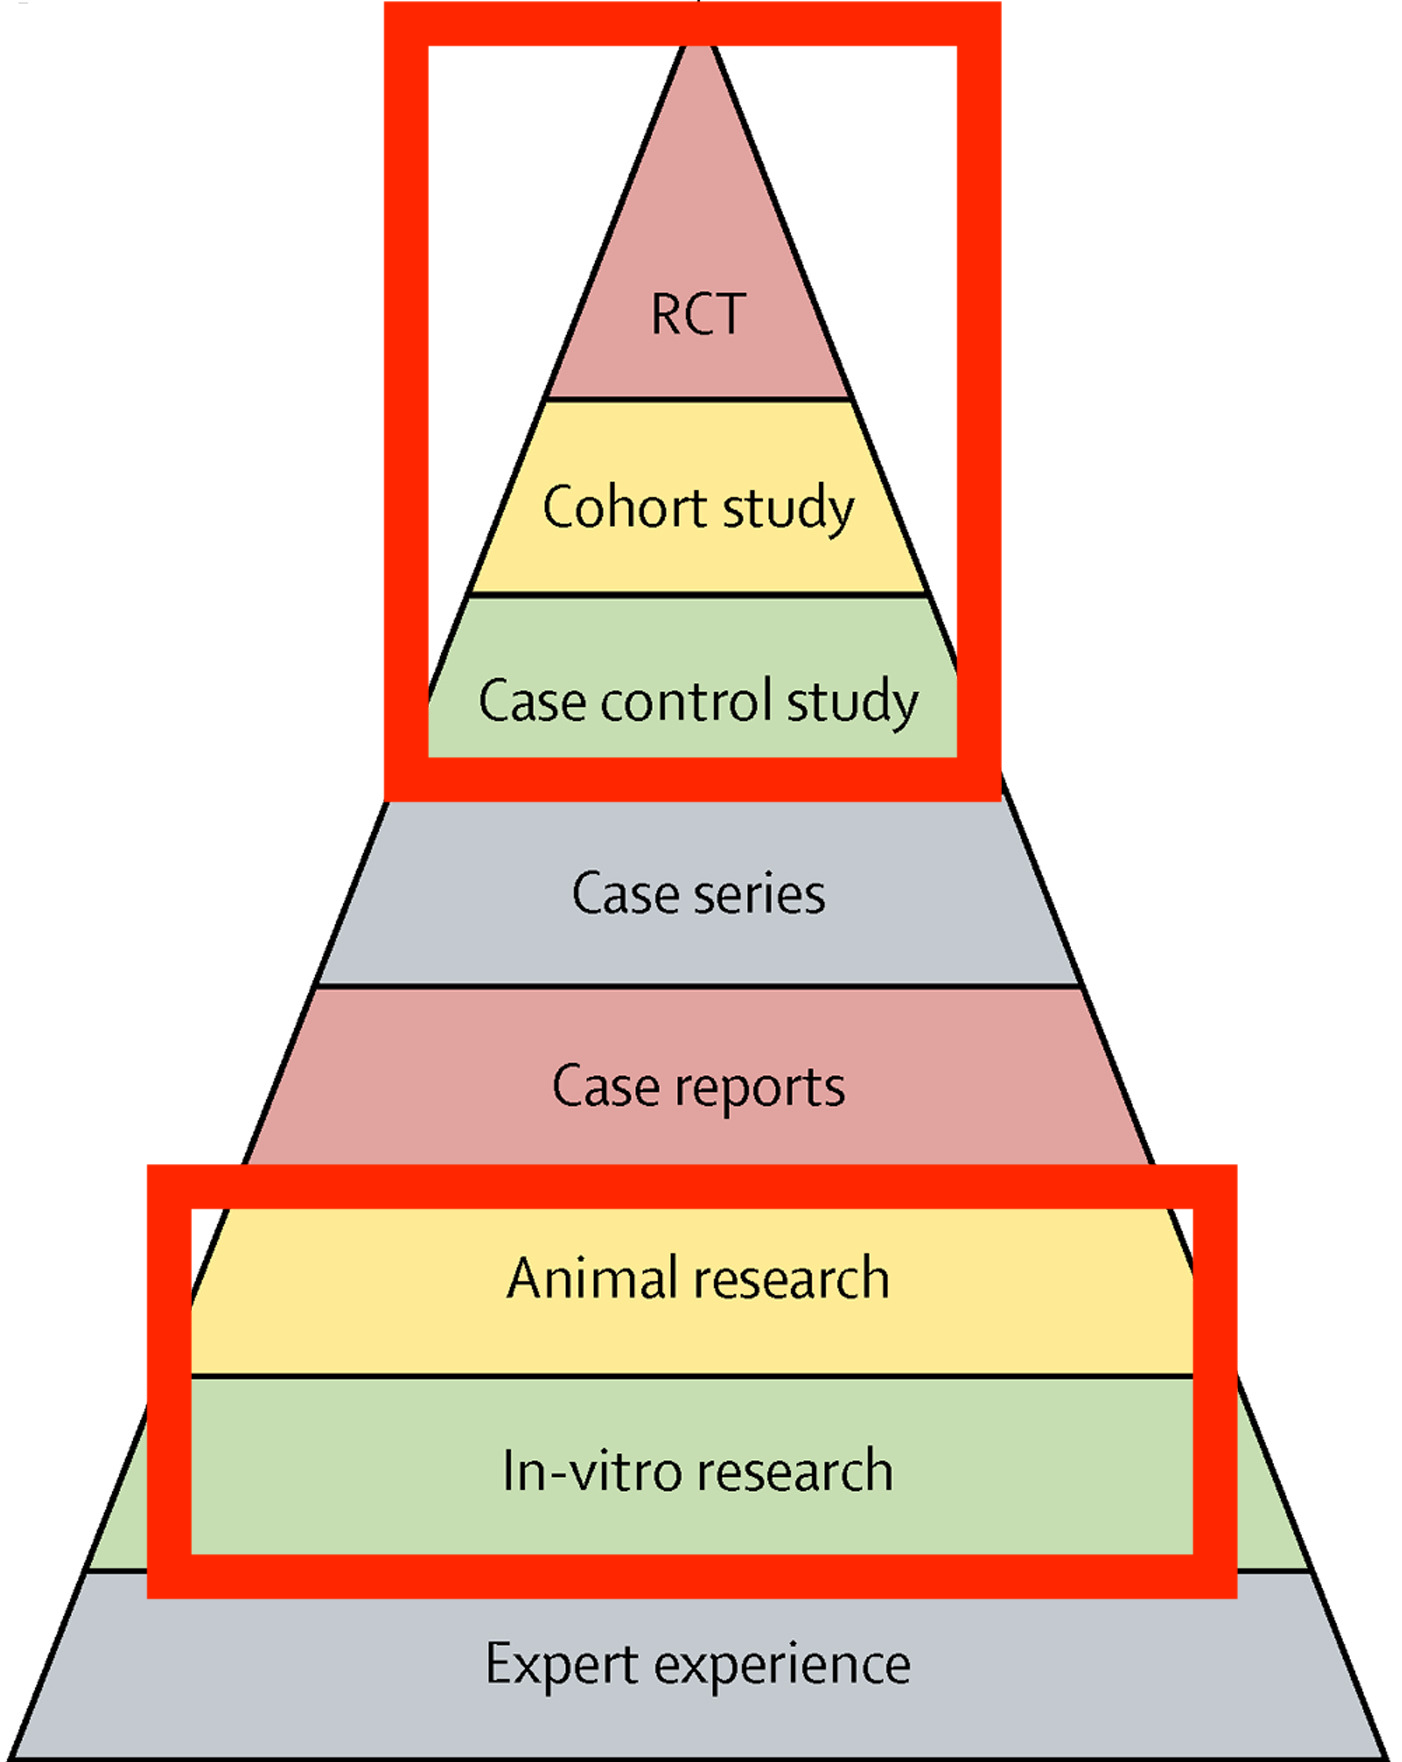 RCT
Cohort study
Case control study
Case series
Case reports
Animal research
In-vitro research
Expert experience